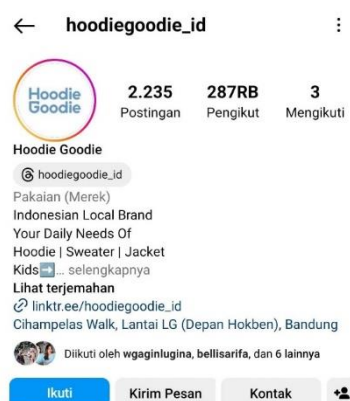 hoodiegoodie_id
Hoodie
Goodie
2.235 287RB 3
Postingan Pengikut Mengikuti
Hoodie Goodie
hoodiegoodie_id
Pakaian (Merek)
Indonesian Local Brand
Your Daily Needs Of
Hoodie | Sweater | Jacket
Kids➡️... selengkapnya
Lihat terjemahan
linktr.ee/hoodiegoodie_id
Cihampelas Walk, Lantai LG (Depan Hokben), Bandung
Diikuti oleh wgaginlugina, bellisarifa, dan 6 lainnya
Ikuti Kirim Pesan Kontak